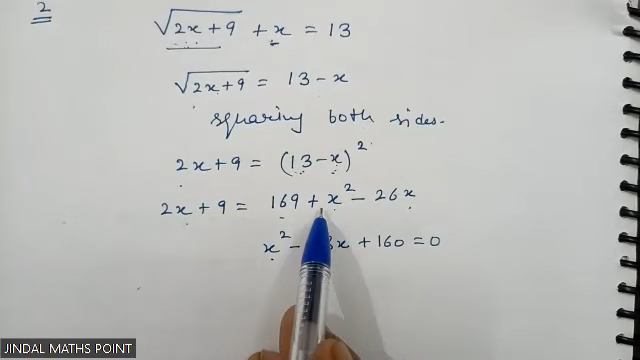 2
√2x+9 + x = 13
√2x+9 = 13 - x
squaring both sides.
2x+9 = (13-x)²
2x+9 = 169 + x² - 26x
x² - 8x + 160 = 0
JINDAL MATHS POINT